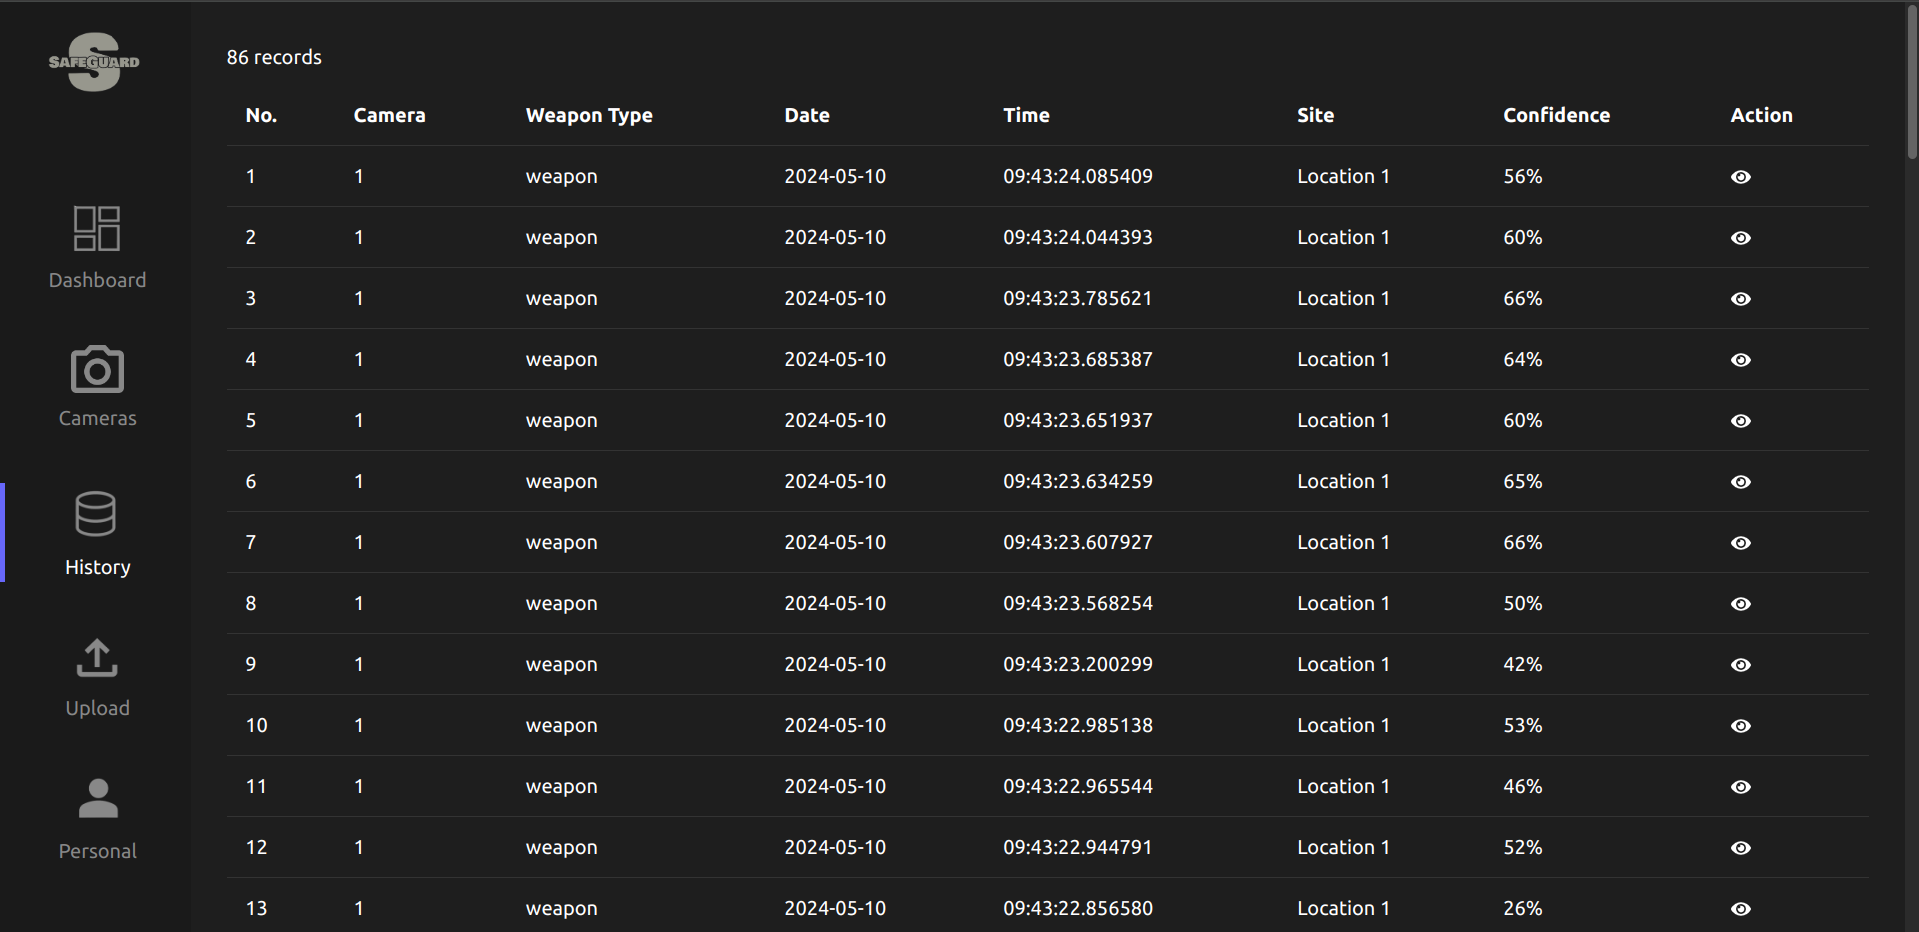 SAFEGUARD
Dashboard
Cameras
History
Upload
Personal
86 records
No. Camera Weapon Type Date Time Site Confidence Action
1 1 weapon 2024-05-10 09:43:24.085409 Location 1 56%
2 1 weapon 2024-05-10 09:43:24.044393 Location 1 60%
3 1 weapon 2024-05-10 09:43:23.785621 Location 1 66%
4 1 weapon 2024-05-10 09:43:23.685387 Location 1 64%
5 1 weapon 2024-05-10 09:43:23.651937 Location 1 60%
6 1 weapon 2024-05-10 09:43:23.634259 Location 1 65%
7 1 weapon 2024-05-10 09:43:23.607927 Location 1 66%
8 1 weapon 2024-05-10 09:43:23.568254 Location 1 50%
9 1 weapon 2024-05-10 09:43:23.200299 Location 1 42%
10 1 weapon 2024-05-10 09:43:22.985138 Location 1 53%
11 1 weapon 2024-05-10 09:43:22.965544 Location 1 46%
12 1 weapon 2024-05-10 09:43:22.944791 Location 1 52%
13 1 weapon 2024-05-10 09:43:22.856580 Location 1 26%